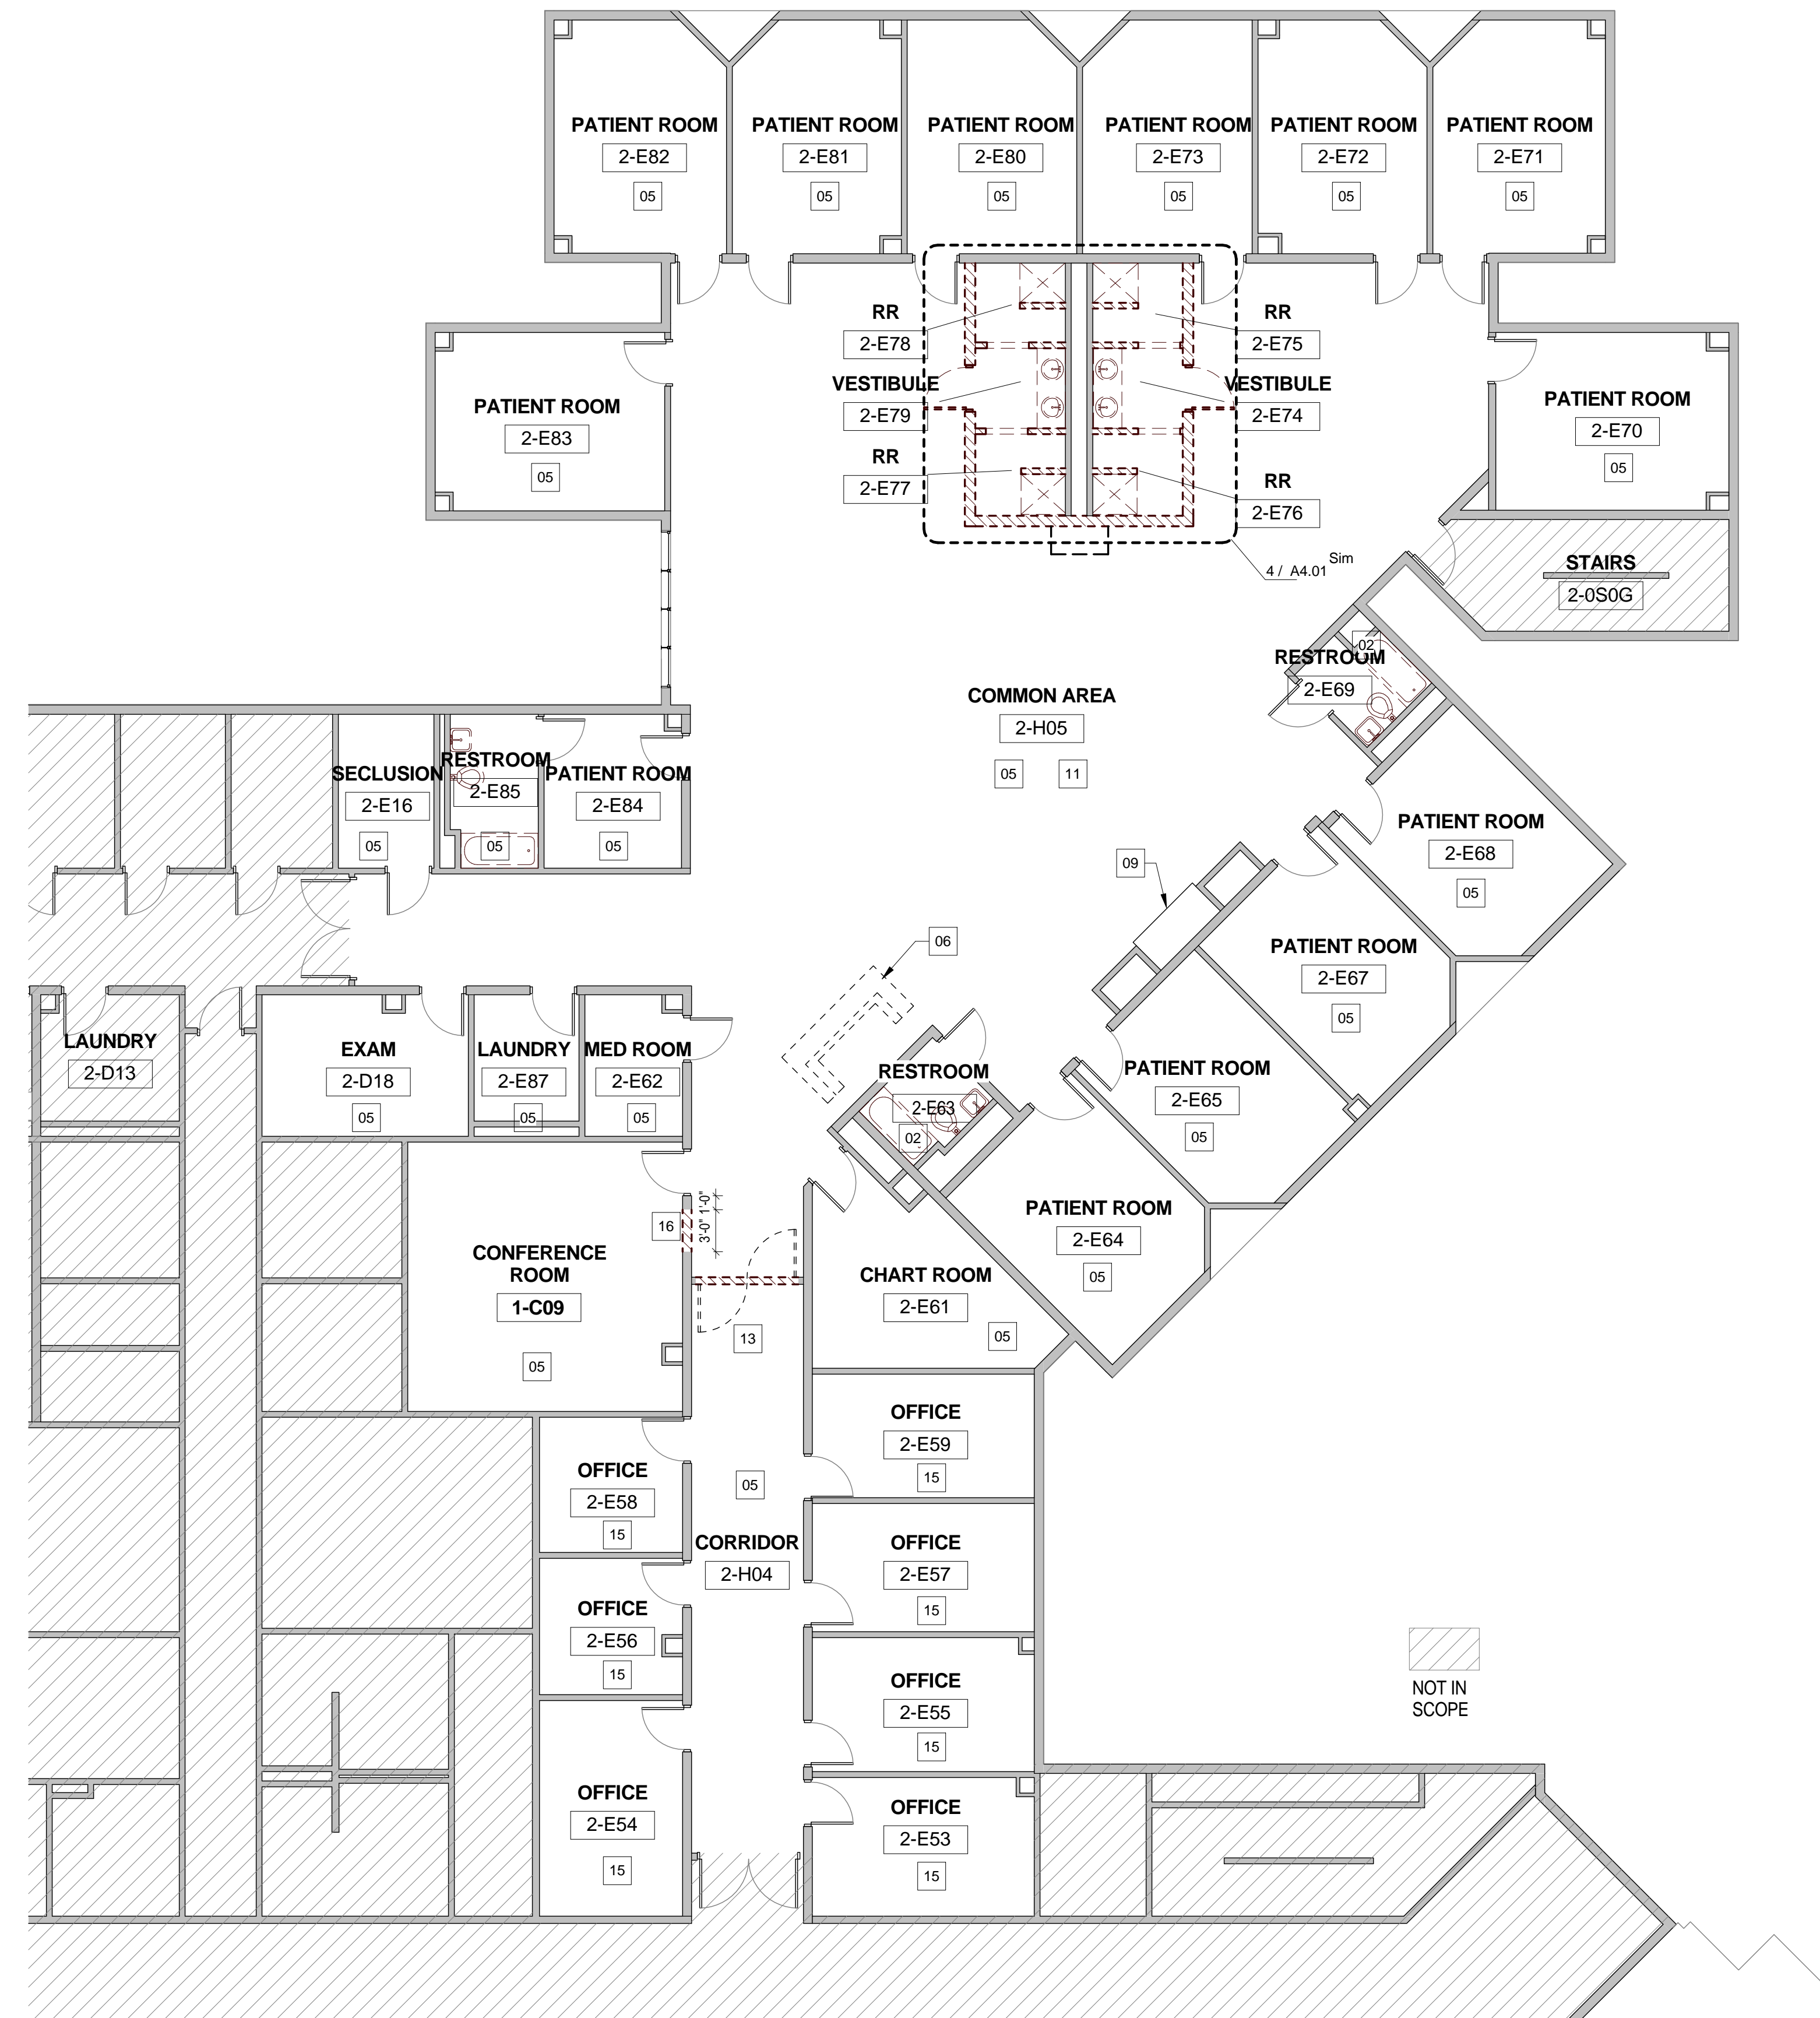 PATIENT ROOM
2-E82
05
PATIENT ROOM
2-E81
05
PATIENT ROOM
2-E80
05
PATIENT ROOM
2-E73
05
PATIENT ROOM
2-E72
05
PATIENT ROOM
2-E71
05
RR
2-E78
RR
2-E75
VESTIBULE
2-E79
VESTIBULE
2-E74
RR
2-E77
RR
2-E76
4 / A4.01
Sim
PATIENT ROOM
2-E83
05
PATIENT ROOM
2-E70
05
STAIRS
2-0S0G
02
RESTROOM
2-E69
COMMON AREA
2-H05
05
11
SECLUSION
2-E16
05
RESTROOM
2-E85
05
PATIENT ROOM
2-E84
05
PATIENT ROOM
2-E68
05
09
PATIENT ROOM
2-E67
05
06
LAUNDRY
2-D13
EXAM
2-D18
05
LAUNDRY
2-E87
05
MED ROOM
2-E62
05
RESTROOM
2-E63
02
PATIENT ROOM
2-E65
05
PATIENT ROOM
2-E64
05
16
1'-0"
3'-0"
CONFERENCE
ROOM
1-C09
05
13
CHART ROOM
2-E61
05
OFFICE
2-E59
15
OFFICE
2-E58
15
05
CORRIDOR
2-H04
OFFICE
2-E57
15
OFFICE
2-E56
15
OFFICE
2-E55
15
OFFICE
2-E54
15
OFFICE
2-E53
15
NOT IN
SCOPE